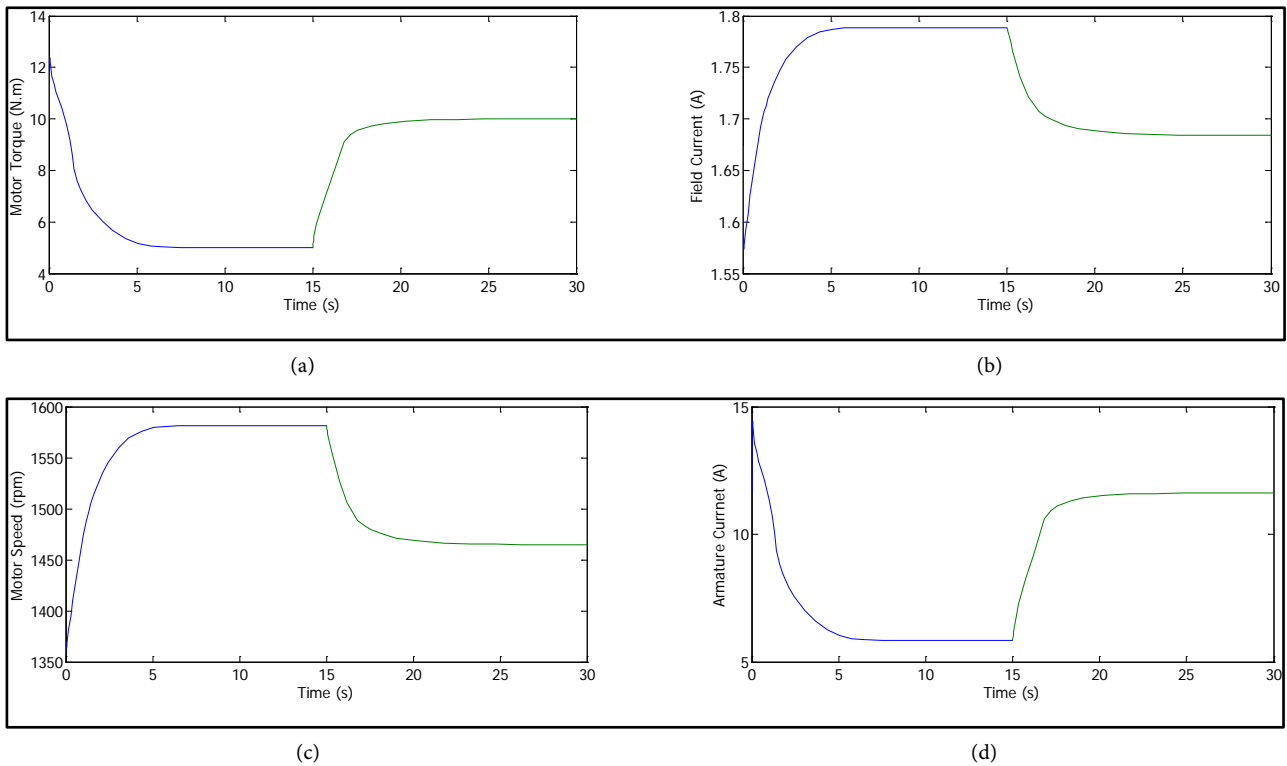 14
12
10
8
6
4
0 5 10 15 20 25 30
Motor Torque (N.m)
Time (s)
1.8
1.75
1.7
1.65
1.6
1.55
0 5 10 15 20 25 30
Field Current (A)
Time (s)
(a)
(b)
1600
1550
1500
1450
1400
1350
0 5 10 15 20 25 30
Motor Speed (rpm)
Time (s)
15
10
5
0 5 10 15 20 25 30
Armature Currnet (A)
Time (s)
(c)
(d)